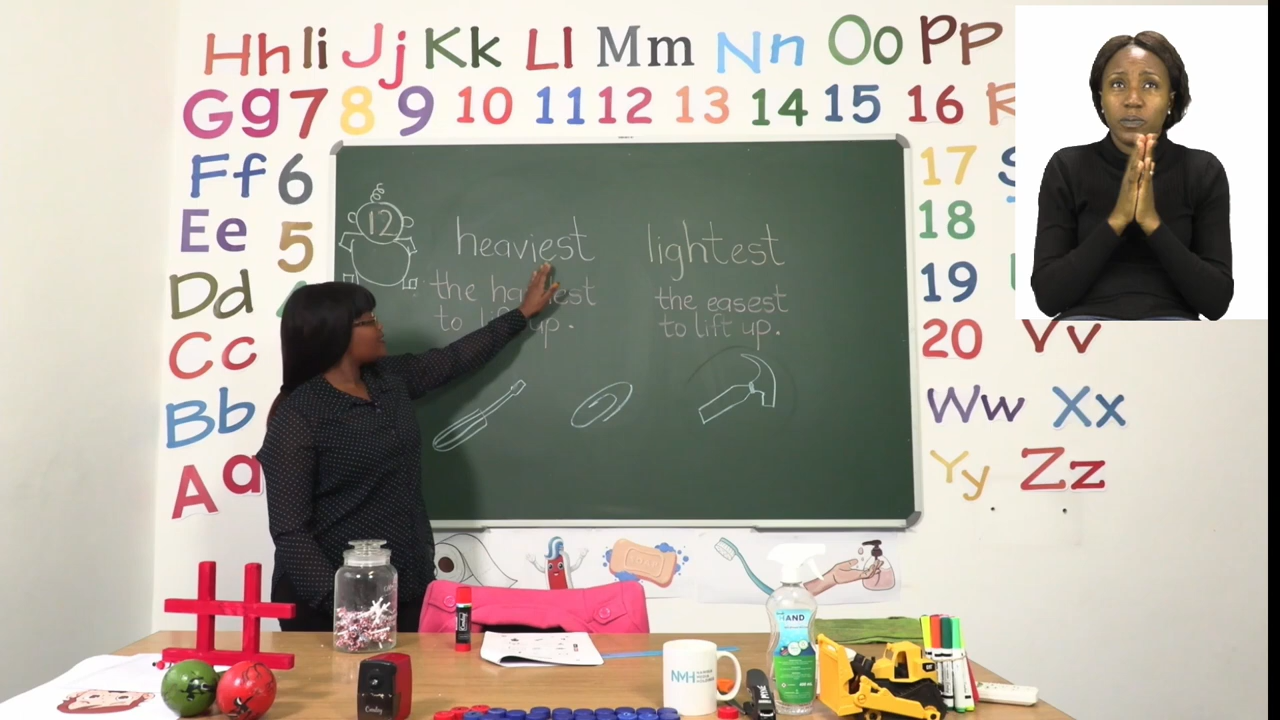 Hh Ii Jj Kk Ll Mm Nn Oo Pp
Gg 7 8 9 10 11 12 13 14 15 16
Ff 6 17
Ee 5 18
Dd 19
Cc 20 Vv
Bb Ww Xx
Aa Yy Zz
12
heaviest lightest
the easest
to up. to lift up.
HAND
NMH